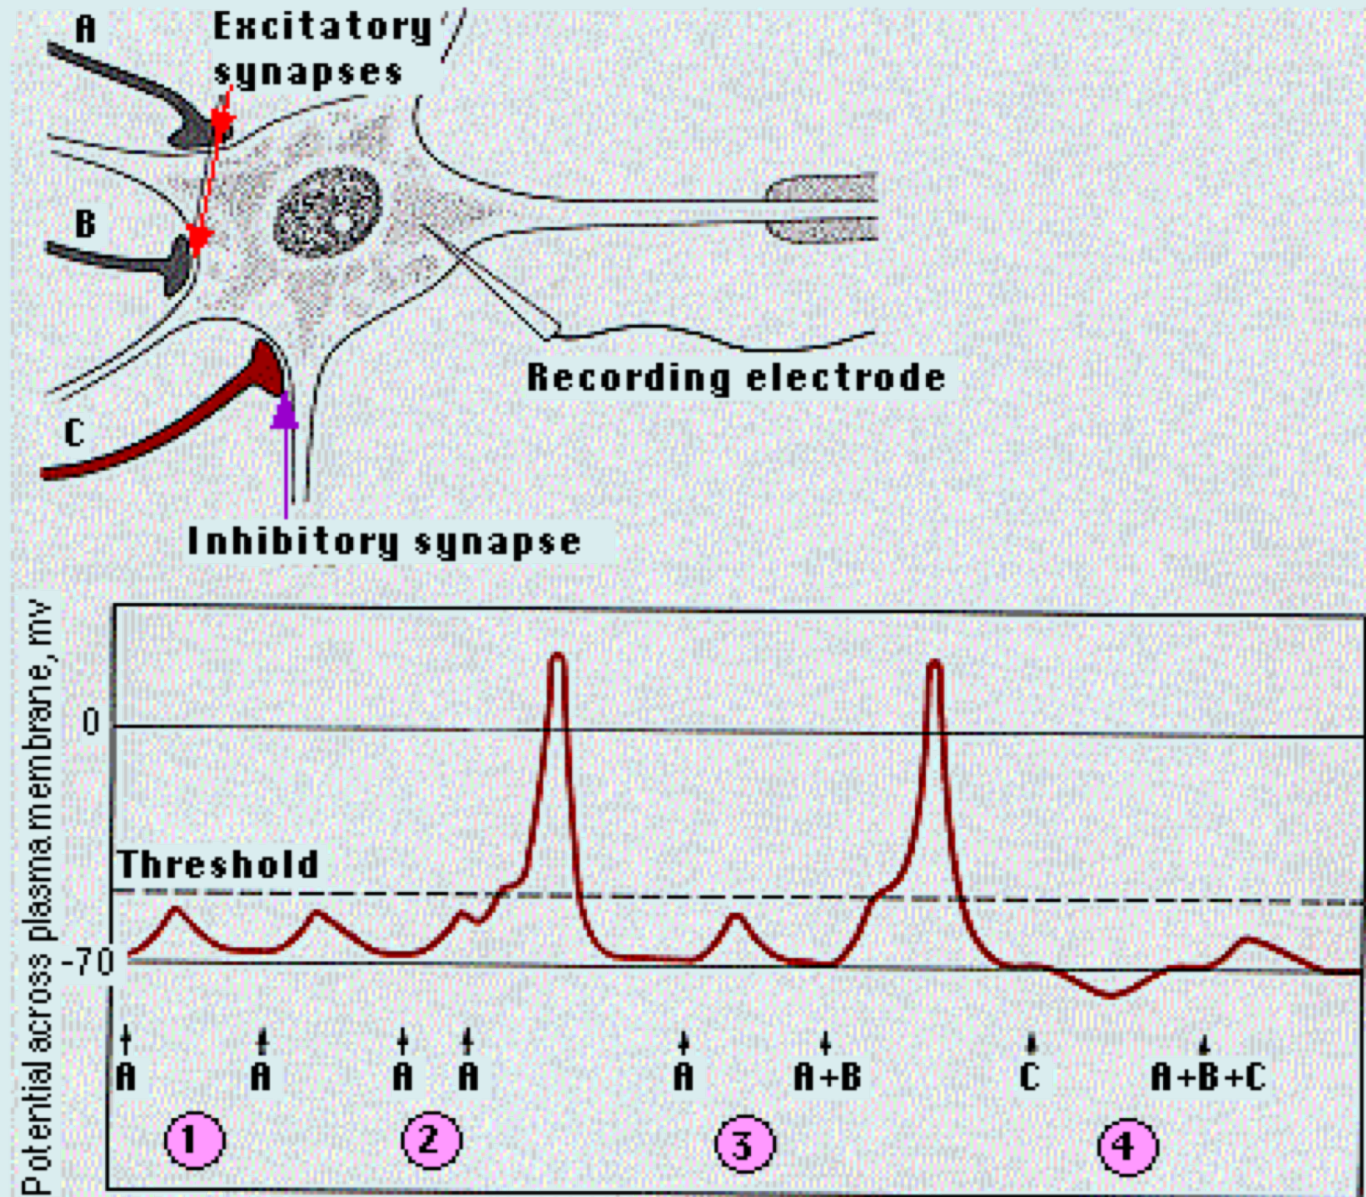 A
Excitatory
synapses
B
C
Recording electrode
Inhibitory synapse
Potential across plasma membrane, mv
0
Threshold
-70
A A A A A A+B C A+B+C
1 2 3 4